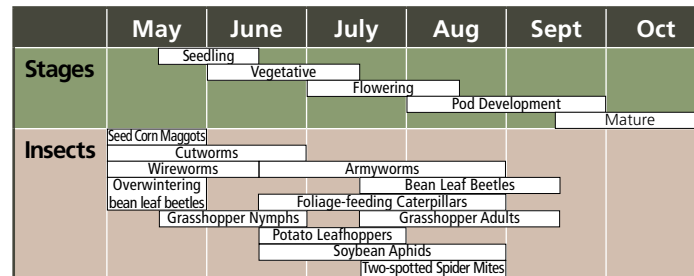 May June July Aug Sept Oct
Stages
Seedling
Vegetative
Flowering
Pod Development
Mature
Insects
Seed Corn Maggots
Cutworms
Wireworms Armyworms
Overwintering
bean leaf beetles
Bean Leaf Beetles
Foliage-feeding Caterpillars
Grasshopper Nymphs Grasshopper Adults
Potato Leafhoppers
Soybean Aphids
Two-spotted Spider Mites